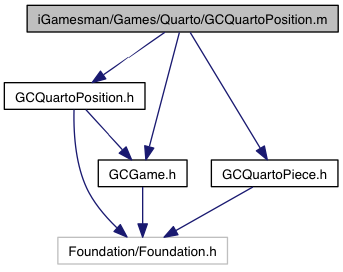 iGamesman/Games/Quarto/GCQuartoPosition.m
GCQuartoPosition.h
GCGame.h
GCQuartoPiece.h
Foundation/Foundation.h